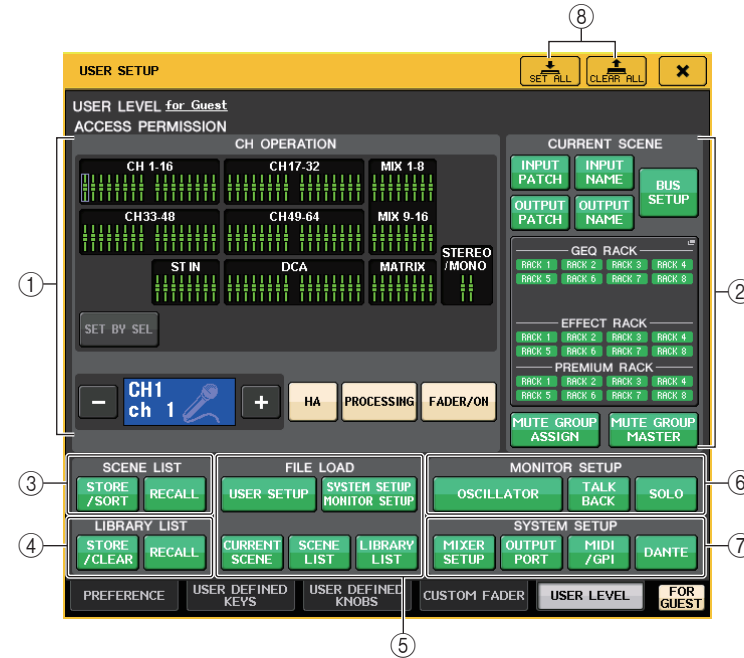 ⑧
USER SETUP
SET ALL
CLEAR ALL
USER LEVEL for Guest
ACCESS PERMISSION
CH OPERATION
CH 1-16
CH17-32
MIX 1-8
CH33-48
CH49-64
MIX 9-16
ST IN
DCA
MATRIX
STEREO
/MONO
SET BY SEL
CH1
ch 1
HA
PROCESSING
FADER/ON
①
CURRENT SCENE
INPUT
PATCH
INPUT
NAME
BUS
SETUP
OUTPUT
PATCH
OUTPUT
NAME
GEQ RACK
RACK 1 RACK 2 RACK 3 RACK 4
RACK 5 RACK 6 RACK 7 RACK 8
EFFECT RACK
RACK 1 RACK 2 RACK 3 RACK 4
RACK 5 RACK 6 RACK 7 RACK 8
PREMIUM RACK
RACK 1 RACK 2 RACK 3 RACK 4
RACK 5 RACK 6 RACK 7 RACK 8
MUTE GROUP
ASSIGN
MUTE GROUP
MASTER
②
③
SCENE LIST
STORE
/SORT
RECALL
④
LIBRARY LIST
STORE
/CLEAR
RECALL
FILE LOAD
USER SETUP
SYSTEM SETUP
MONITOR SETUP
CURRENT
SCENE
SCENE
LIST
LIBRARY
LIST
⑤
MONITOR SETUP
OSCILLATOR
TALK
BACK
SOLO
⑥
SYSTEM SETUP
MIXER
SETUP
OUTPUT
PORT
MIDI
/GPI
DANTE
⑦
PREFERENCE
USER DEFINED
KEYS
USER DEFINED
KNOBS
CUSTOM FADER
USER LEVEL
FOR
GUEST